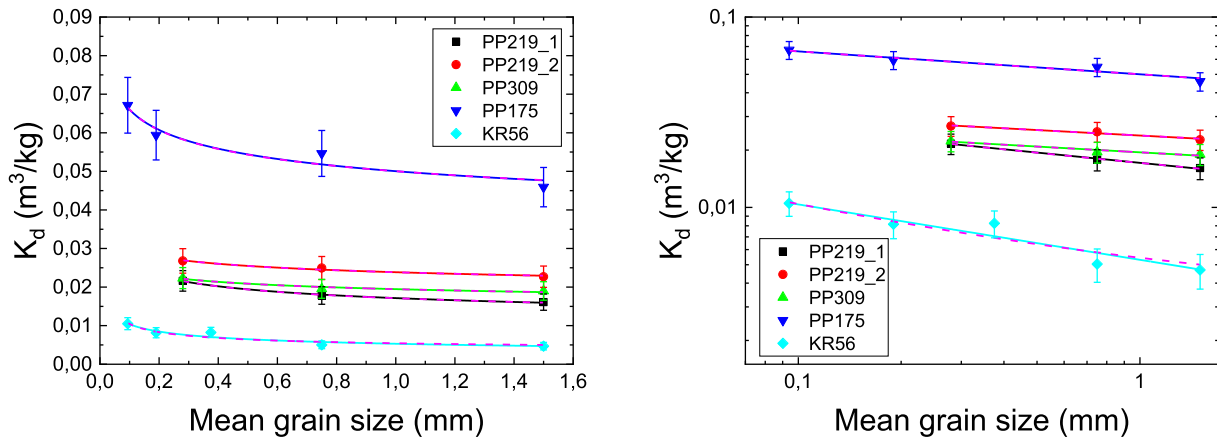 0,09
0,08
0,07
0,06
0,05
0,04
0,03
0,02
0,01
0,00
K_d (m³/kg)
0,0 0,2 0,4 0,6 0,8 1,0 1,2 1,4 1,6
Mean grain size (mm)
PP219_1
PP219_2
PP309
PP175
KR56
0,1
0,01
K_d (m³/kg)
PP219_1
PP219_2
PP309
PP175
KR56
0,1 1
Mean grain size (mm)